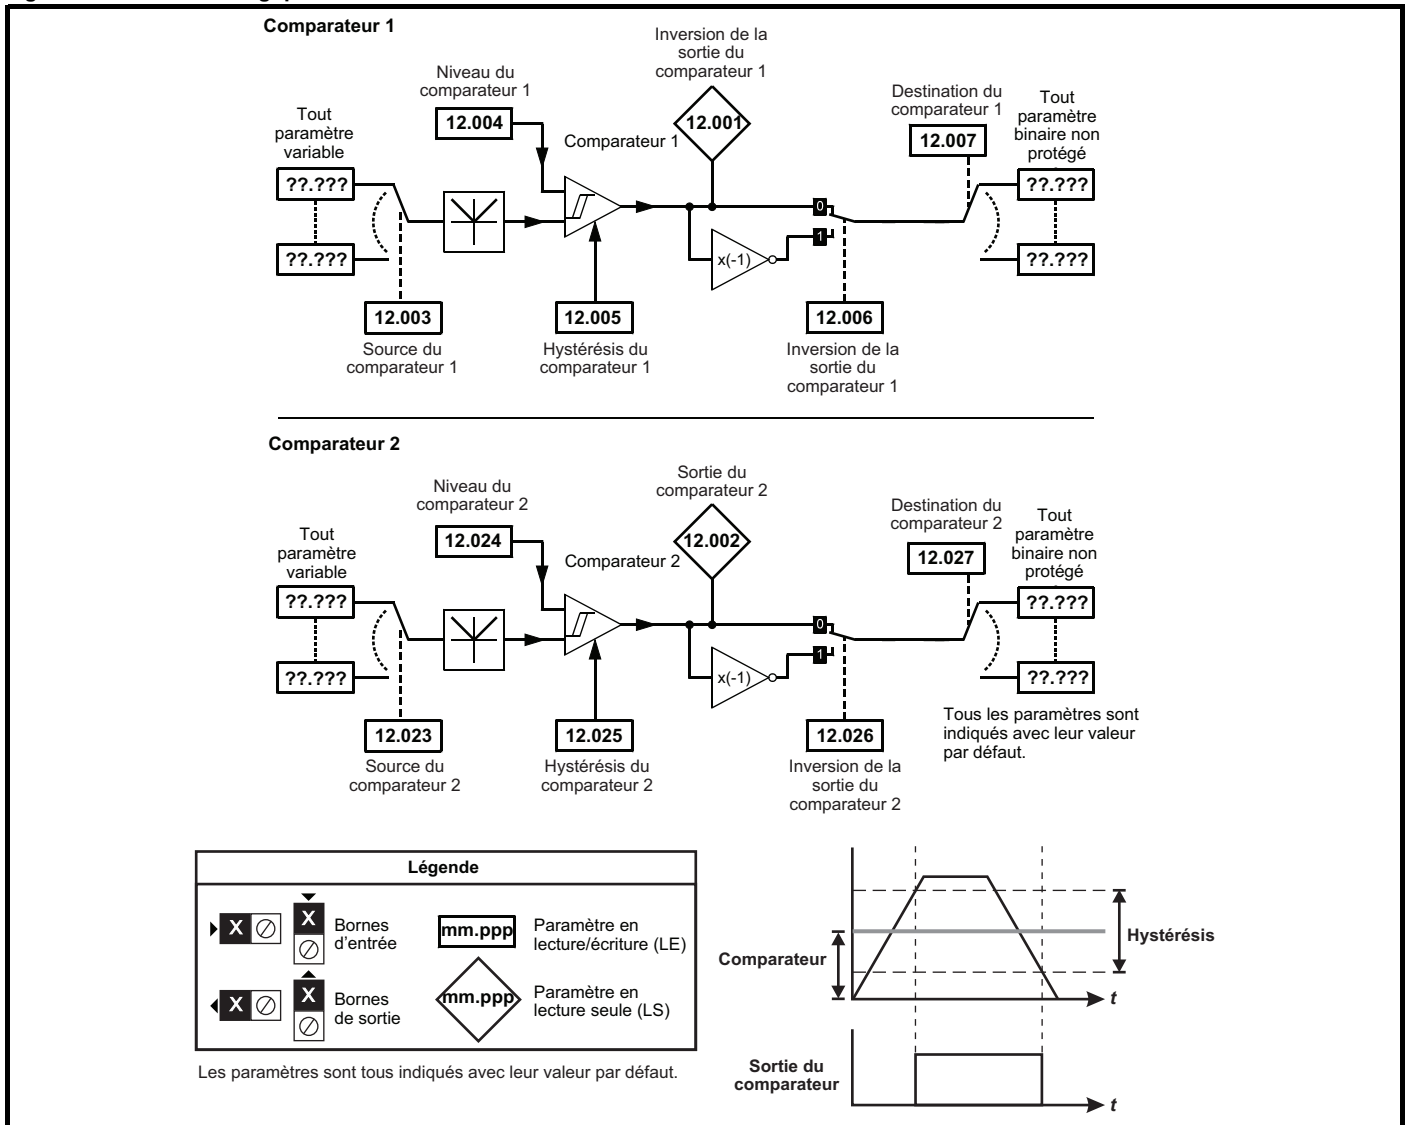 Comparateur 1
Inversion de la
sortie du
comparateur 1
Niveau du
comparateur 1
Destination du
comparateur 1
Tout
paramètre
variable
Tout
paramètre
binaire non
protégé
12.004
Comparateur 1
12.001
12.007
??.???
??.???
0
1
x(-1)
??.???
??.???
12.003
12.005
12.006
Source du
comparateur 1
Hystérésis du
comparateur 1
Inversion de la
sortie du
comparateur 1
Comparateur 2
Sortie du
comparateur 2
Niveau du
comparateur 2
Destination du
comparateur 2
Tout
paramètre
variable
Tout
paramètre
binaire non
protégé
12.024
Comparateur 2
12.002
12.027
??.???
??.???
0
1
x(-1)
??.???
??.???
12.023
12.025
12.026
Tous les paramètres sont
indiqués avec leur valeur
par défaut.
Source du
comparateur 2
Hystérésis du
comparateur 2
Inversion de la
sortie du
comparateur 2
Légende
X
X
Bornes
d'entrée
mm.ppp
Paramètre en
lecture/écriture (LE)
X
X
Bornes
de sortie
mm.ppp
Paramètre en
lecture seule (LS)
Les paramètres sont tous indiqués avec leur valeur par défaut.
Comparateur
Hystérésis
t
Sortie du
comparateur
t